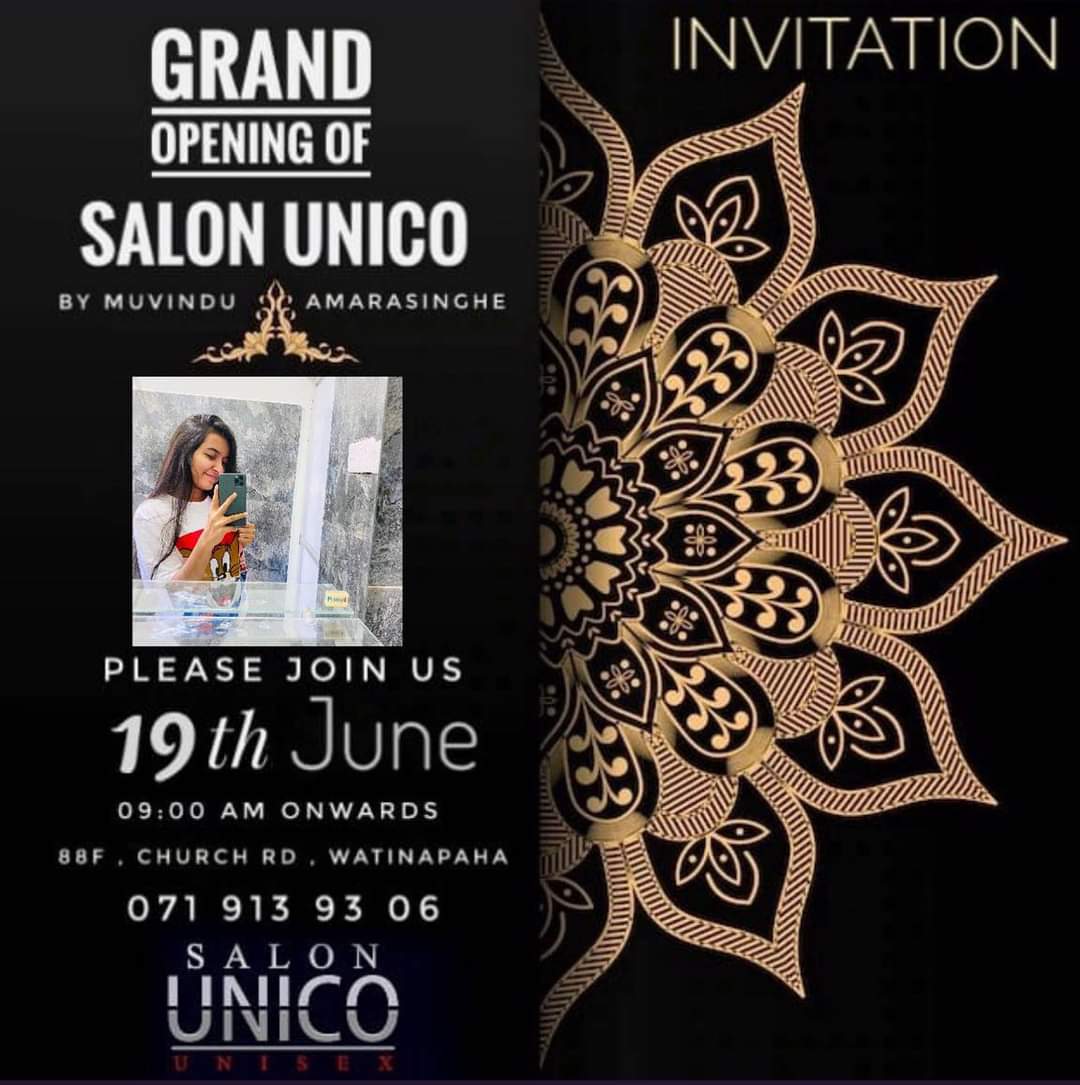 GRAND
OPENING OF
SALON UNICO
BY MUVINDU AMARASINGHE
PLEASE JOIN US
19th June
09:00 AM ONWARDS
88F , CHURCH RD , WATINAPAHA
071 913 93 06
SALON
UNICO
UNISEX
INVITATION